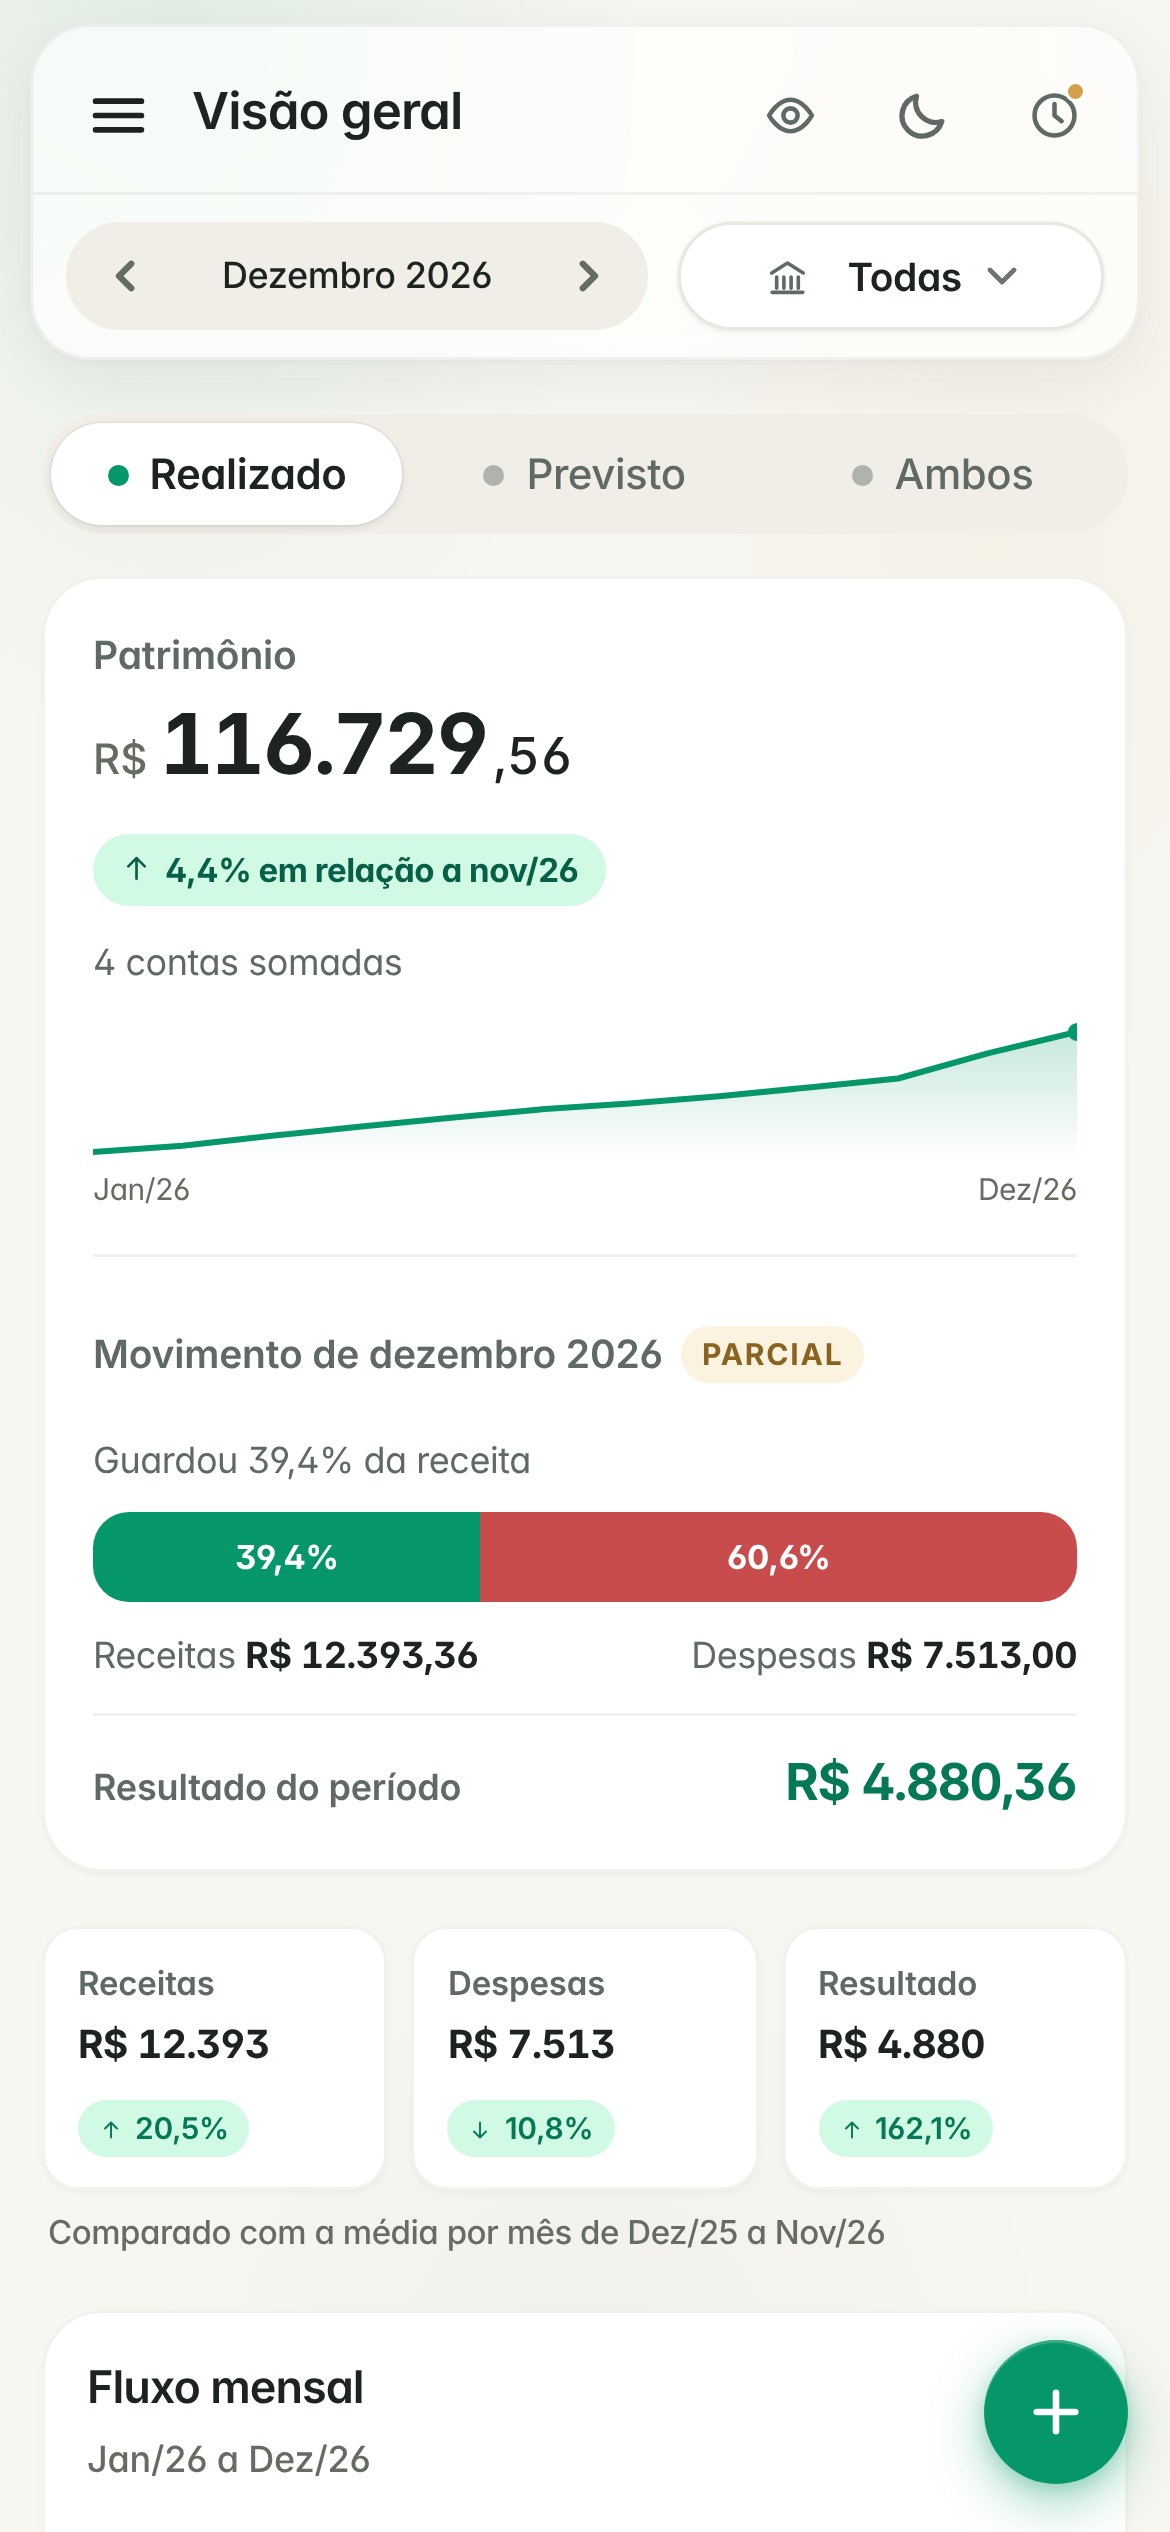 Visão geral
Dezembro 2026
Todas
Realizado
Previsto
Ambos
Patrimônio
R$ 116.729,56
↑ 4,4% em relação a nov/26
4 contas somadas
Jan/26
Dez/26
Movimento de dezembro 2026 PARCIAL
Guardou 39,4% da receita
39,4%
60,6%
Receitas R$ 12.393,36
Despesas R$ 7.513,00
Resultado do período
R$ 4.880,36
Receitas
R$ 12.393
↑ 20,5%
Despesas
R$ 7.513
↓ 10,8%
Resultado
R$ 4.880
↑ 162,1%
Comparado com a média por mês de Dez/25 a Nov/26
Fluxo mensal
Jan/26 a Dez/26